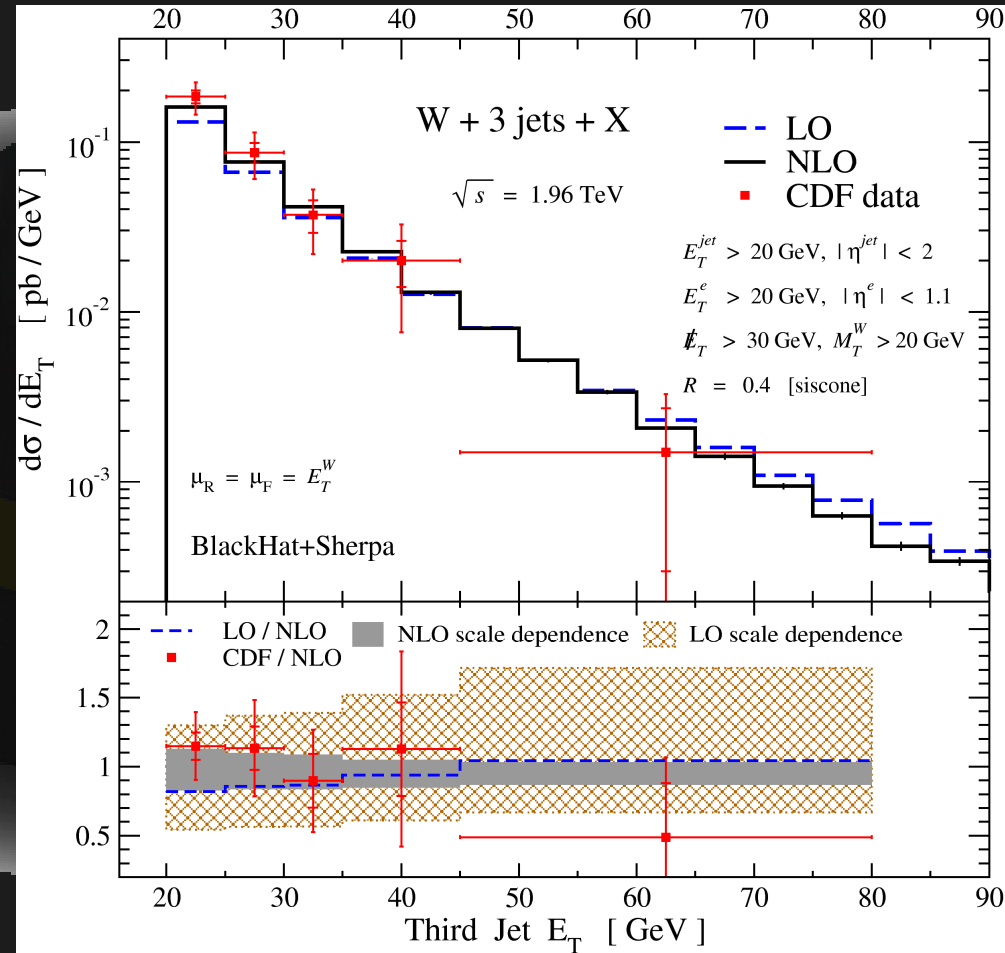 20 30 40 50 60 70 80 90
W + 3 jets + X
√s = 1.96 TeV
LO
NLO
CDF data
E_T^{jet} > 20 GeV, | η^{jet} | < 2
E_T^e > 20 GeV, | η^e | < 1.1
E̸_T > 30 GeV, M_T^W > 20 GeV
R = 0.4 [siscone]
10^{-1}
10^{-2}
10^{-3}
dσ / dE_T [ pb / GeV ]
μ_R = μ_F = E_T^W
BlackHat+Sherpa
LO / NLO
CDF / NLO
NLO scale dependence
LO scale dependence
2
1.5
1
0.5
20 30 40 50 60 70 80 90
Third Jet E_T [ GeV ]